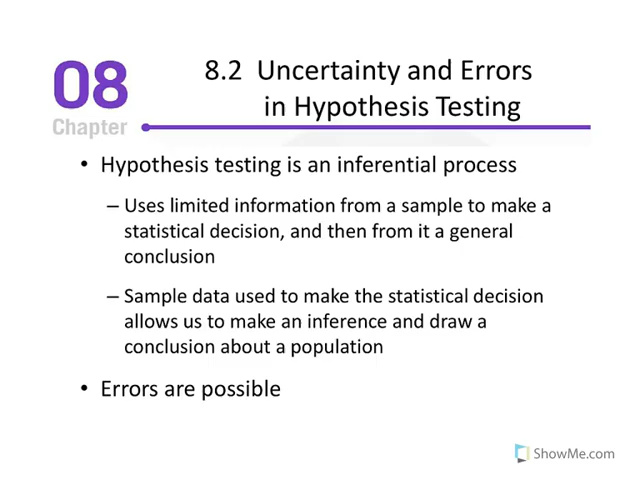 08
Chapter
8.2 Uncertainty and Errors
in Hypothesis Testing
• Hypothesis testing is an inferential process
– Uses limited information from a sample to make a
statistical decision, and then from it a general
conclusion
– Sample data used to make the statistical decision
allows us to make an inference and draw a
conclusion about a population
• Errors are possible
ShowMe.com